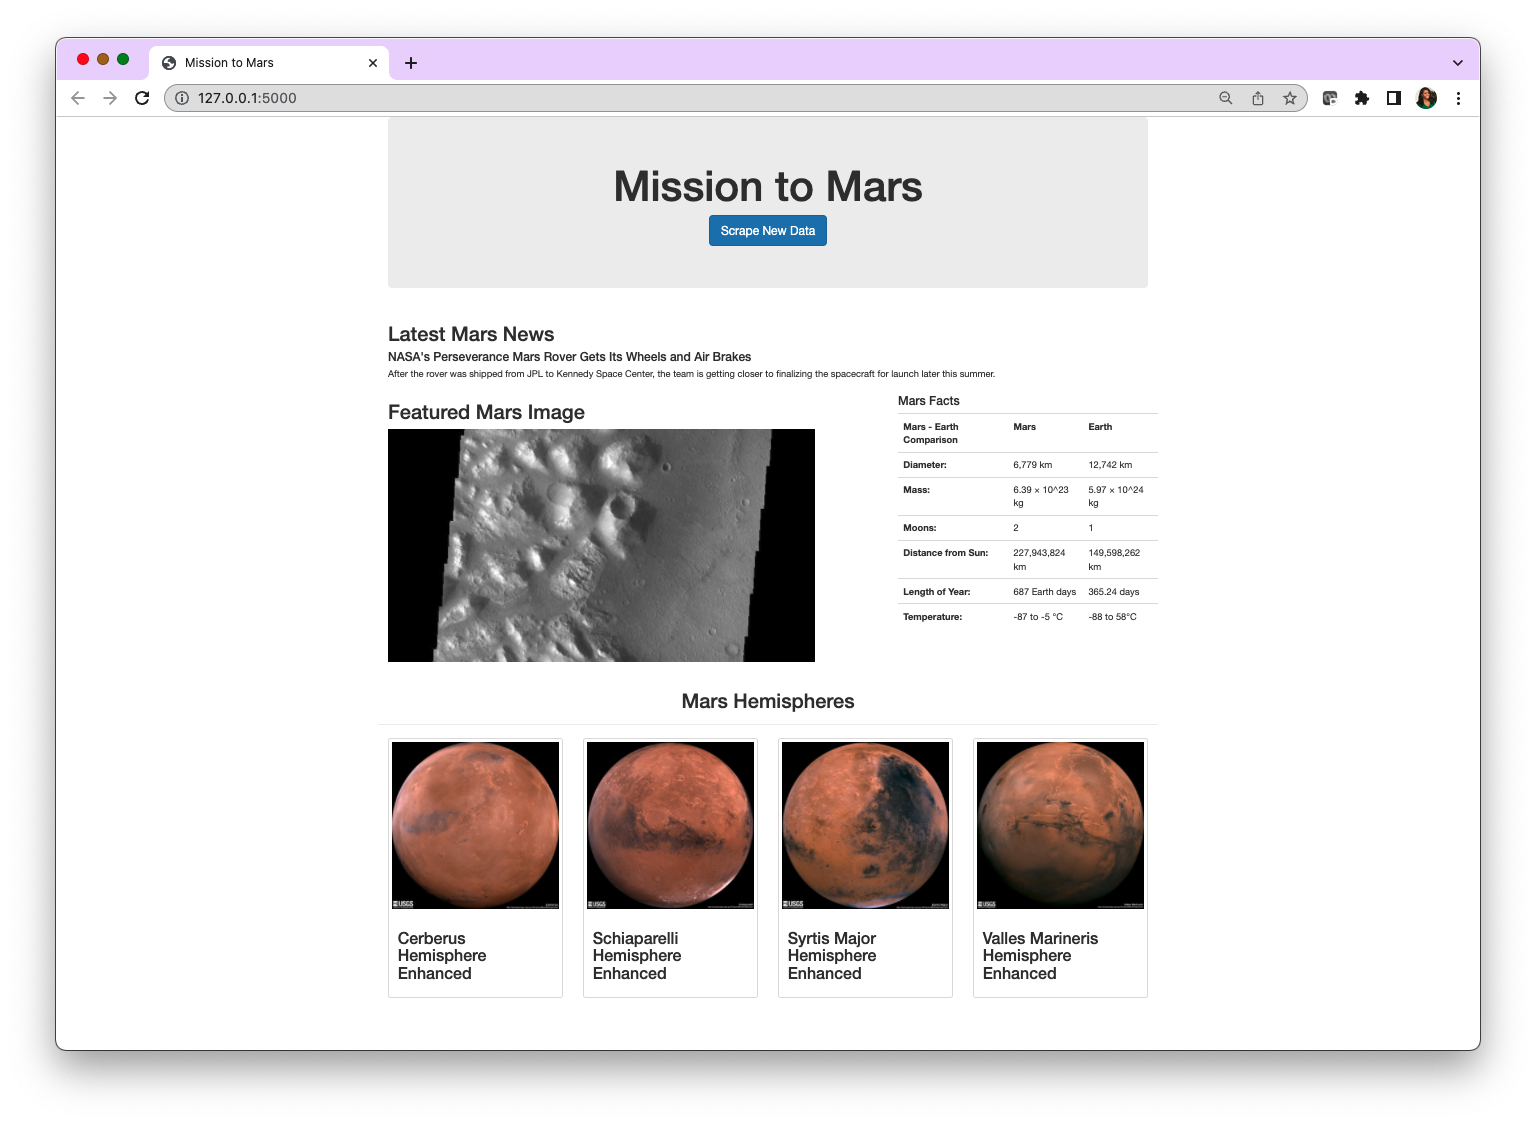 Mission to Mars
127.0.0.1:5000
Mission to Mars
Scrape New Data
Latest Mars News
NASA's Perseverance Mars Rover Gets Its Wheels and Air Brakes
After the rover was shipped from JPL to Kennedy Space Center, the team is getting closer to finalizing the spacecraft for launch later this summer.
Featured Mars Image
Mars Facts
Mars - Earth Comparison Mars Earth
Diameter: 6,779 km 12,742 km
Mass: 6.39 × 10^23 kg 5.97 × 10^24 kg
Moons: 2 1
Distance from Sun: 227,943,824 km 149,598,262 km
Length of Year: 687 Earth days 365.24 days
Temperature: -87 to -5 °C -88 to 58°C
Mars Hemispheres
USGS
USGS
USGS
USGS
Cerberus
Hemisphere
Enhanced
Schiaparelli
Hemisphere
Enhanced
Syrtis Major
Hemisphere
Enhanced
Valles Marineris
Hemisphere
Enhanced